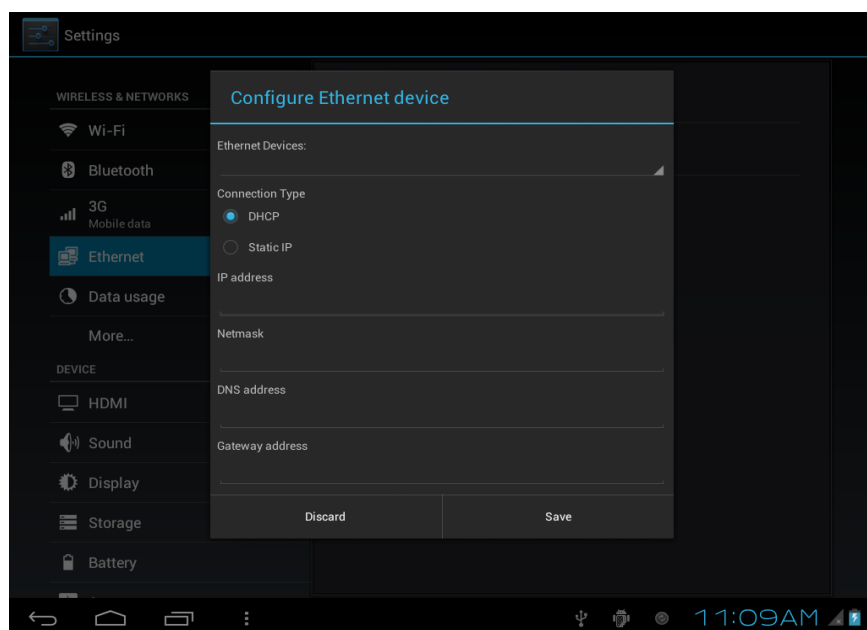 Settings
WIRELESS & NETWORKS
Wi-Fi
Bluetooth
3G
Mobile data
Ethernet
Data usage
More...
DEVICE
HDMI
Sound
Display
Storage
Battery
Configure Ethernet device
Ethernet Devices:
Connection Type
DHCP
Static IP
IP address
Netmask
DNS address
Gateway address
Discard
Save
11:09AM